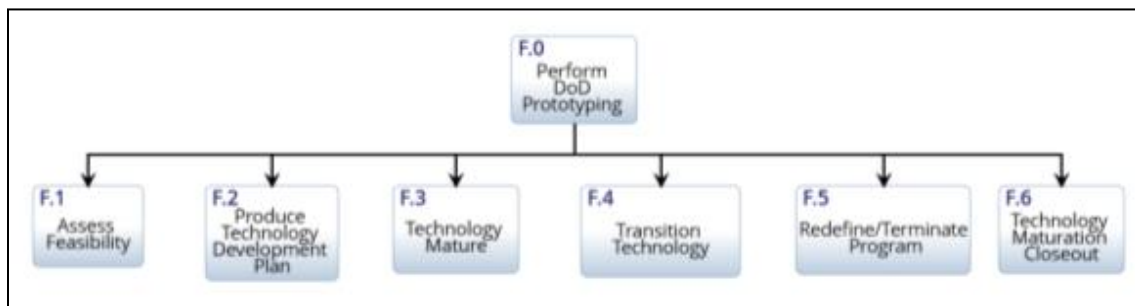 F.0
Perform
DoD
Prototyping
F.1
Assess
Feasibility
F.2
Produce
Technology
Development
Plan
F.3
Technology
Mature
F.4
Transition
Technology
F.5
Redefine/Terminate
Program
F.6
Technology
Maturation
Closeout